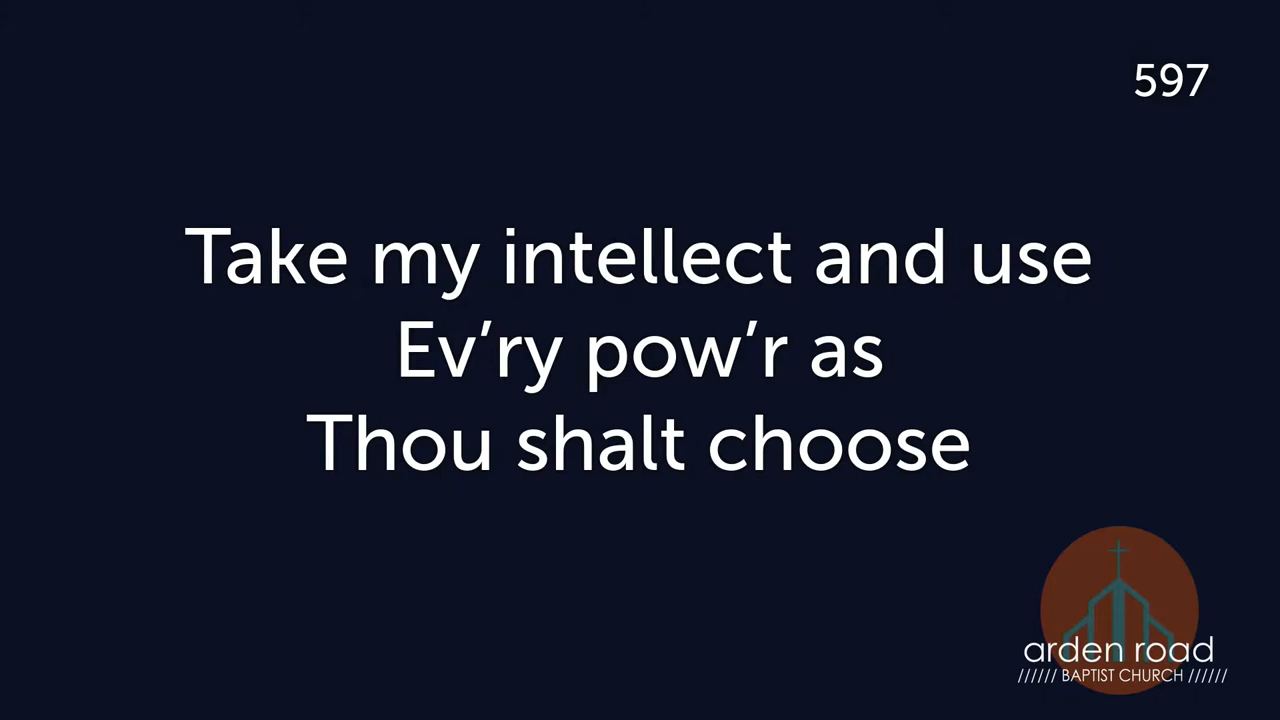 597
Take my intellect and use
Ev’ry pow’r as
Thou shalt choose
arden road
////// BAPTIST CHURCH //////